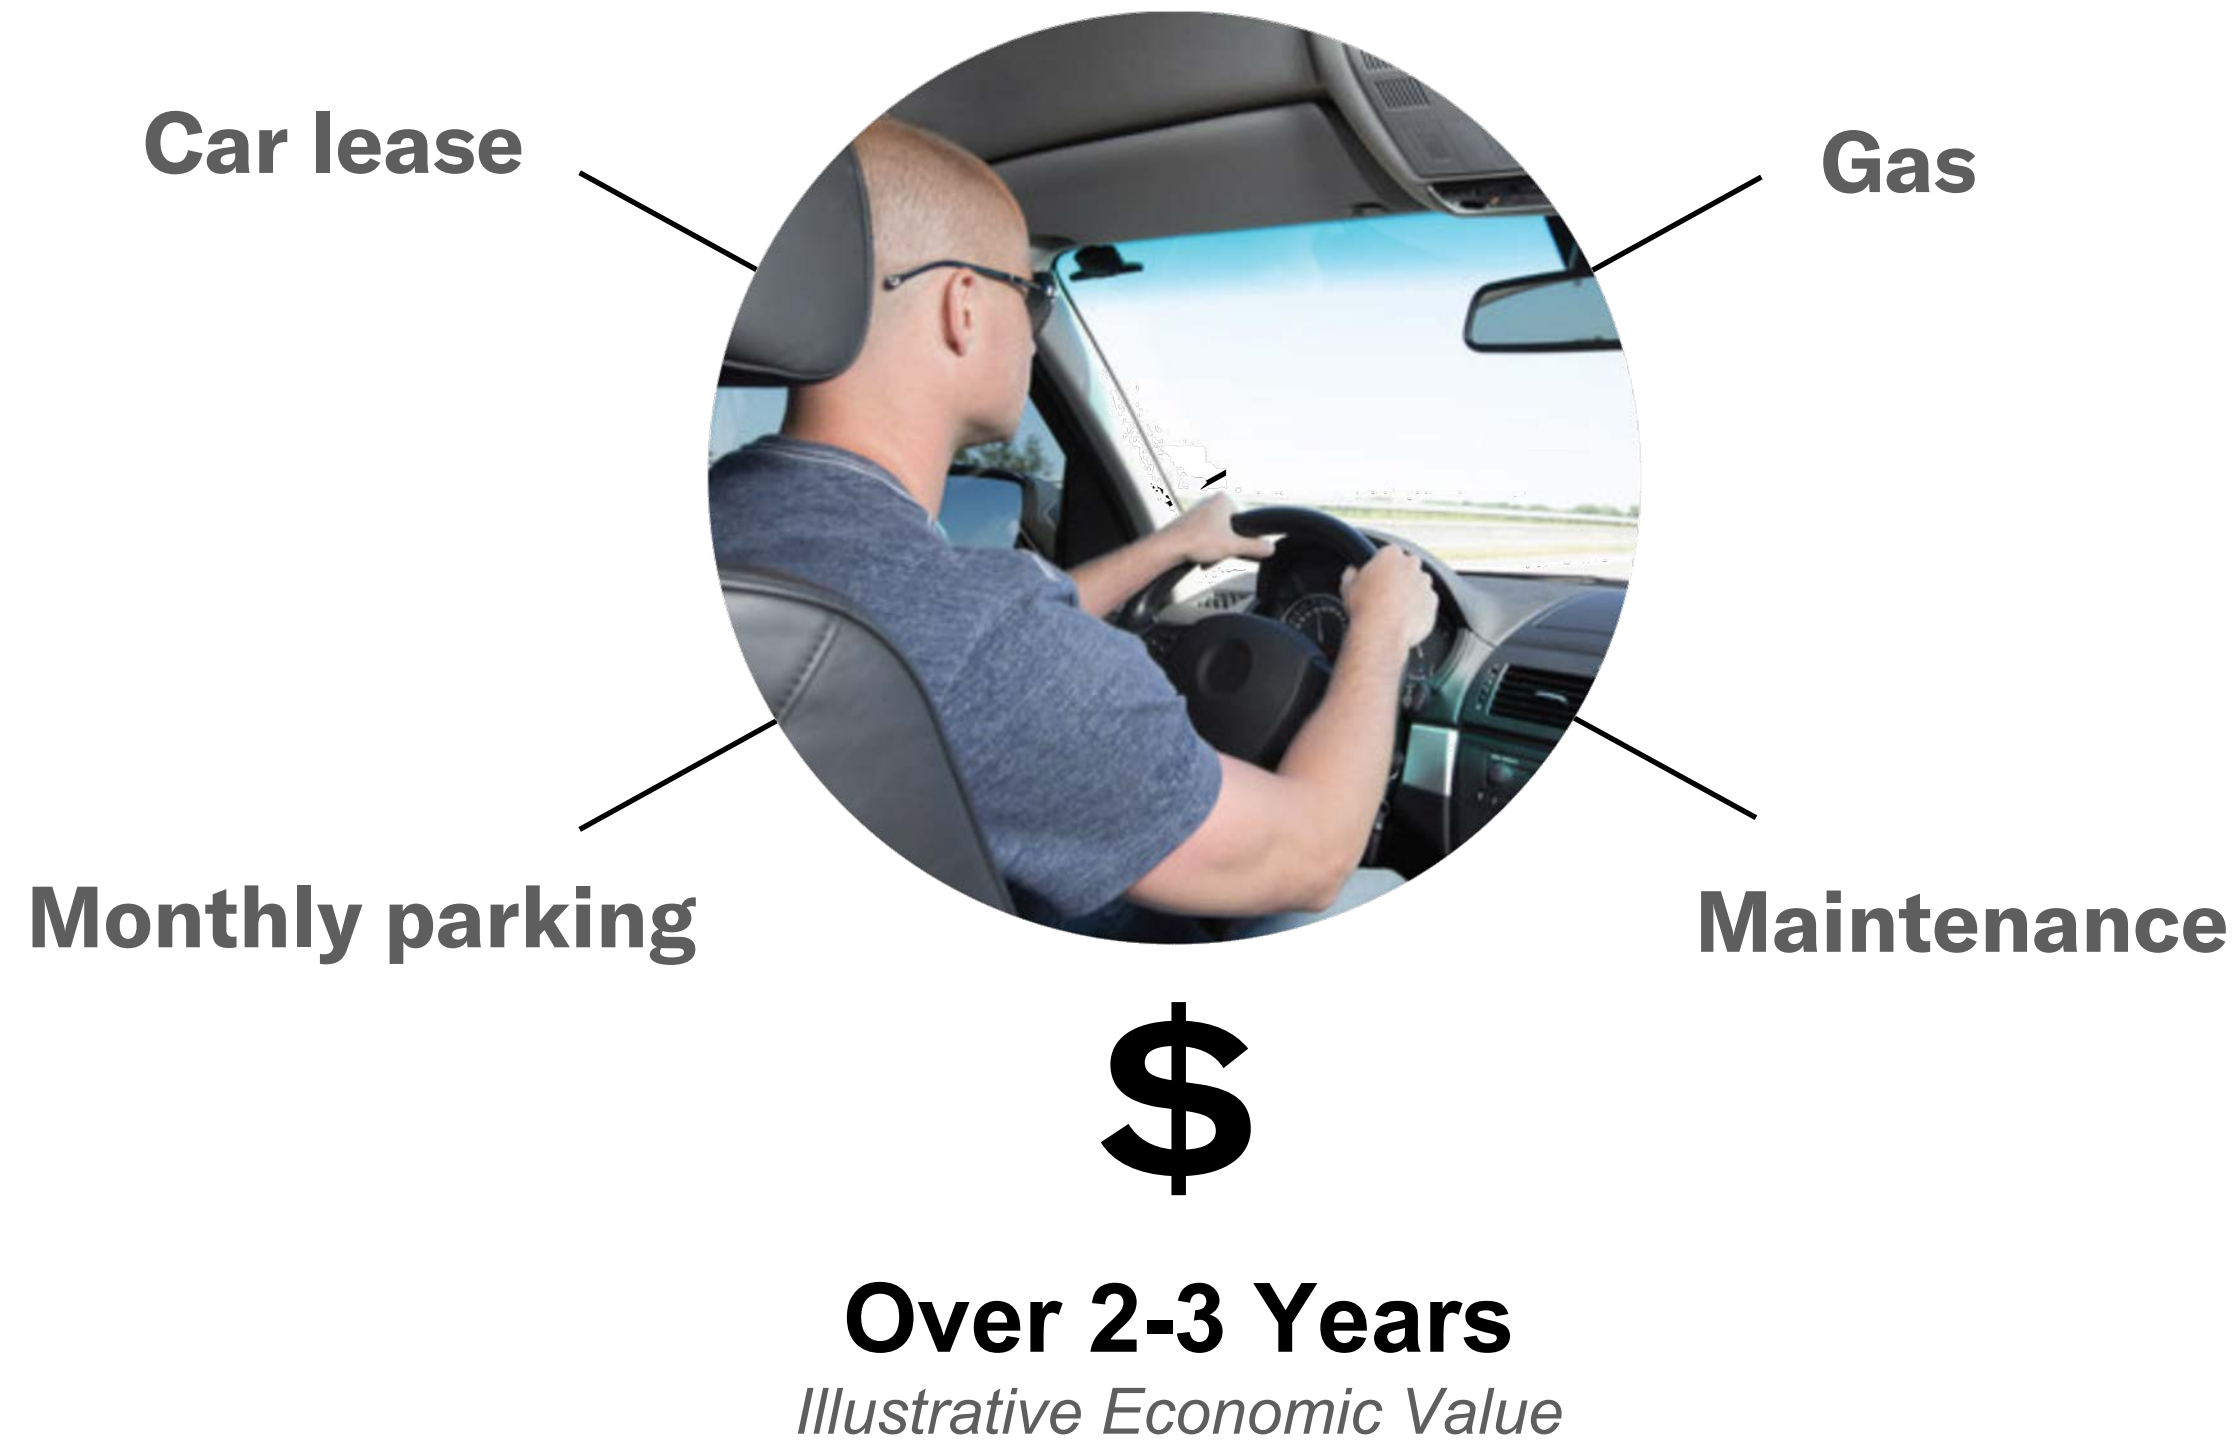 Car lease
Gas
Monthly parking
Maintenance
$
Over 2-3 Years
Illustrative Economic Value